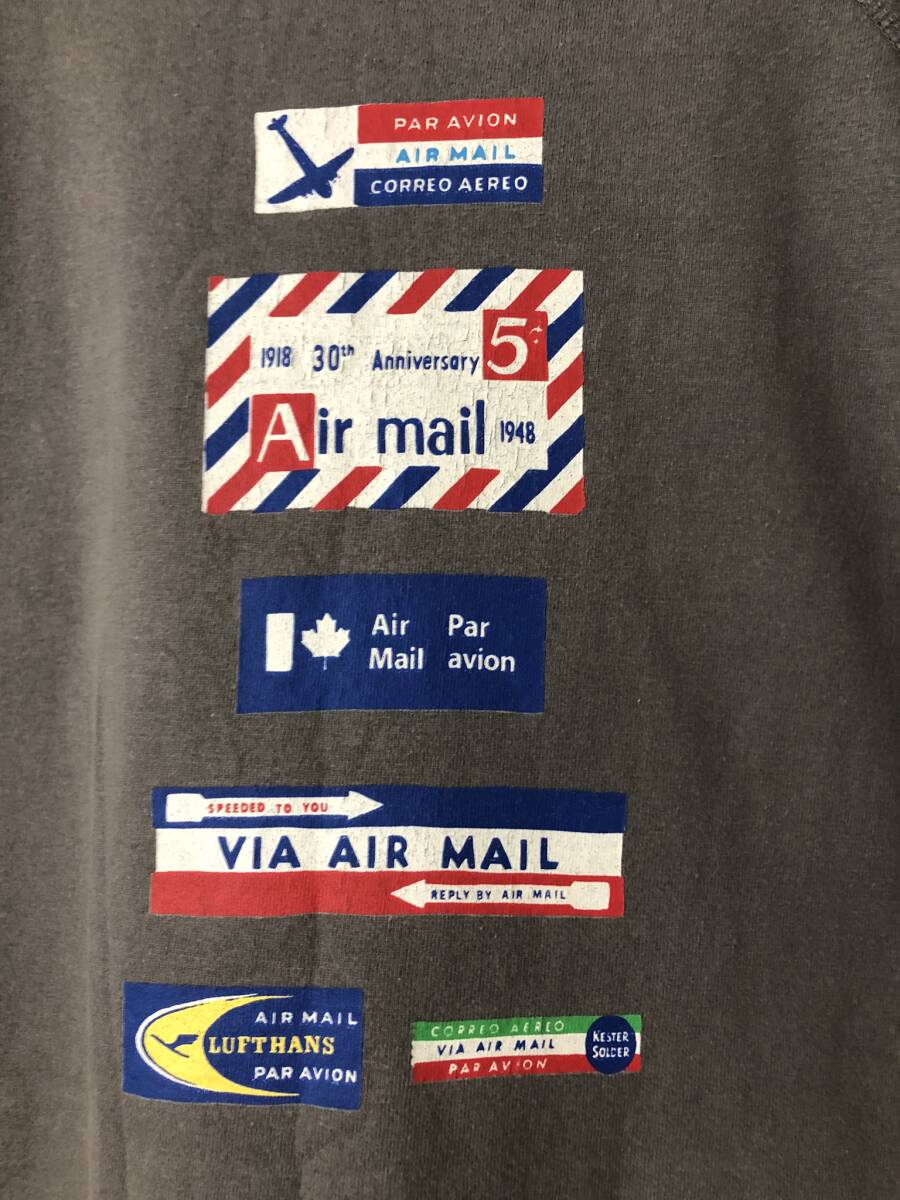 PAR AVION
AIR MAIL
CORREO AEREO
1918 30th Anniversary 5¢
Air mail 1948
Air Par
Mail avion
SPEEDED TO YOU
VIA AIR MAIL
REPLY BY AIR MAIL
AIR MAIL
LUFTHANS
PAR AVION
CORREO AEREO
VIA AIR MAIL
PAR AVION
KESTER
SOLDER